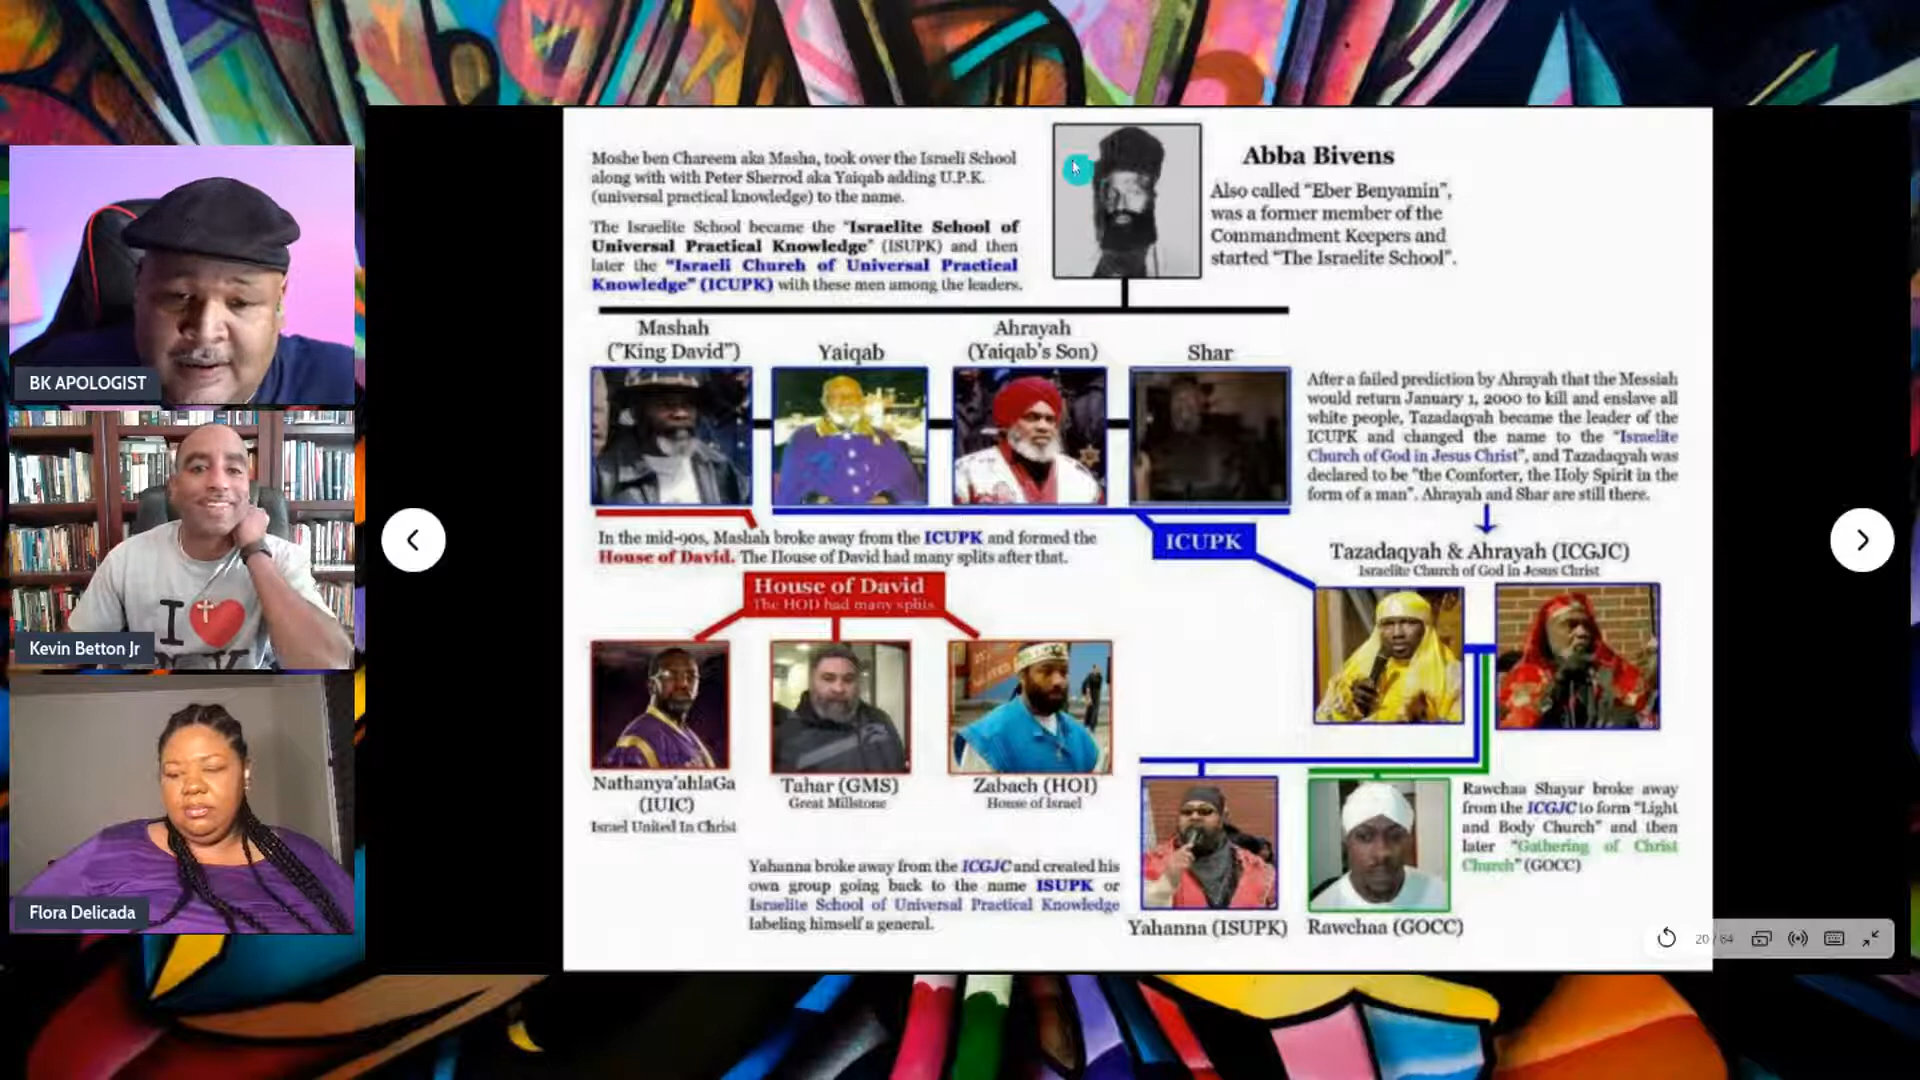 BK APOLOGIST
Kevin Betton Jr
Flora Delicada
Moshe ben Chareem aka Masha, took over the Israeli School
along with with Peter Sherrod aka Yaiqab adding U.P.K.
(universal practical knowledge) to the name.
The Israelite School became the "Israelite School of
Universal Practical Knowledge" (ISUPK) and then
later the "Israeli Church of Universal Practical
Knowledge" (ICUPK) with these men among the leaders.
Abba Bivens
Also called "Eber Benyamin",
was a former member of the
Commandment Keepers and
started "The Israelite School".
Mashah
("King David")
Yaiqab
Ahrayah
(Yaiqab's Son)
Shar
After a failed prediction by Ahrayah that the Messiah
would return January 1, 2000 to kill and enslave all
white people, Tazadaqyah became the leader of the
ICUPK and changed the name to the "Israelite
Church of God in Jesus Christ", and Tazadaqyah was
declared to be "the Comforter, the Holy Spirit in the
form of a man". Ahrayah and Shar are still there.
In the mid-90s, Mashah broke away from the ICUPK and formed the
House of David. The House of David had many splits after that.
ICUPK
Tazadaqyah & Ahrayah (ICGJC)
Israelite Church of God in Jesus Christ
House of David
The HOD had many splits
Nathanya'ahlaGa
(IUIC)
Israel United In Christ
Tahar (GMS)
Great Millstone
Zabach (HOI)
House of Israel
Yahanna broke away from the ICGJC and created his
own group going back to the name ISUPK or
Israelite School of Universal Practical Knowledge
labeling himself a general.
Yahanna (ISUPK)
Rawchaa (GOCC)
Rawchaa Shayar broke away
from the ICGJC to form "Light
and Body Church" and then
later "Gathering of Christ
Church" (GOCC)
20 / 64
I